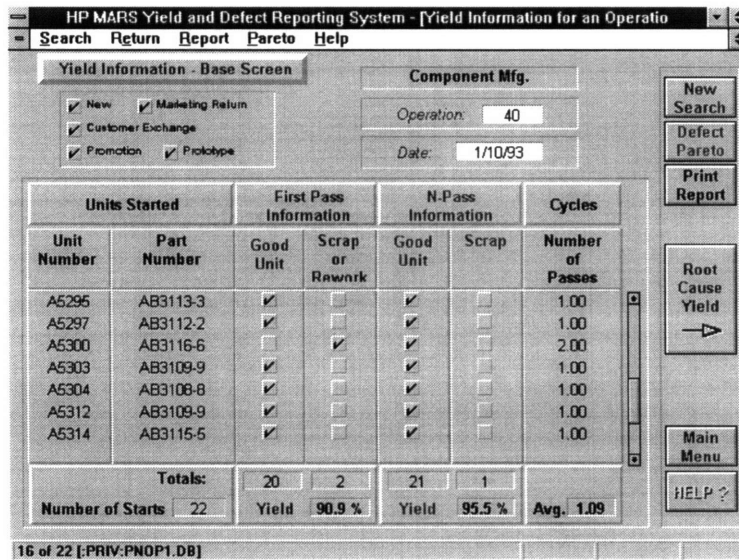 HP MARS Yield and Defect Reporting System - [Yield Information for an Operatio
Search Return Report Pareto Help
Yield Information - Base Screen
Component Mfg.
New Marketing Return
Customer Exchange
Promotion Prototype
Operation: 40
Date: 1/10/93
New Search
Defect Pareto
Print Report
Units Started First Pass Information N-Pass Information Cycles
Unit Number Part Number Good Unit Scrap or Rework Good Unit Scrap Number of Passes
A5295 AB3113-3 1.00
A5297 AB3112-2 1.00
A5300 AB3116-6 2.00
A5303 AB3109-9 1.00
A5304 AB3108-8 1.00
A5312 AB3109-9 1.00
A5314 AB3115-5 1.00
Root Cause Yield
Totals: 20 2 21 1
Number of Starts 22 Yield 90.9 % Yield 95.5 % Avg. 1.09
Main Menu
HELP ?
16 of 22 [:PRIV:PNOP1.DB]